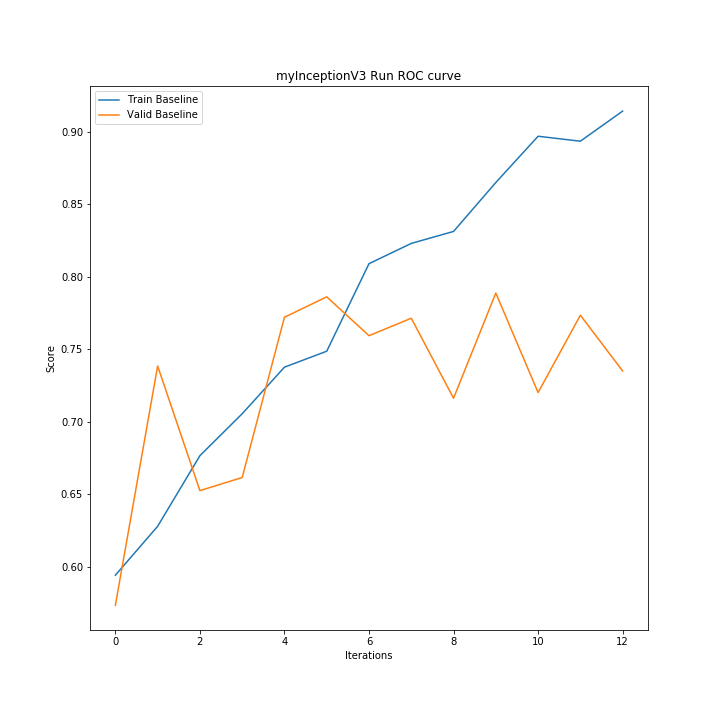 myInceptionV3 Run ROC curve
Train Baseline
Valid Baseline
0.90
0.85
0.80
0.75
0.70
0.65
0.60
Score
0 2 4 6 8 10 12
Iterations